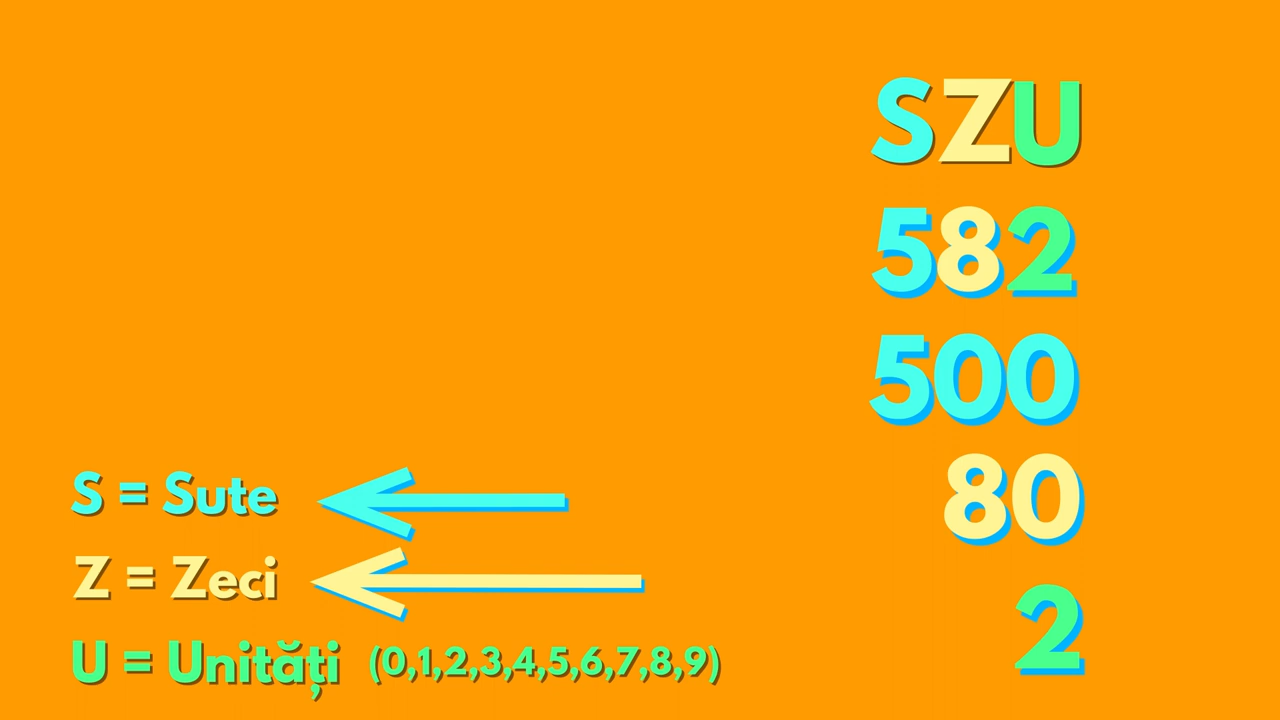 SZU
582
500
80
2
S = Sute
Z = Zeci
U = Unități (0,1,2,3,4,5,6,7,8,9)